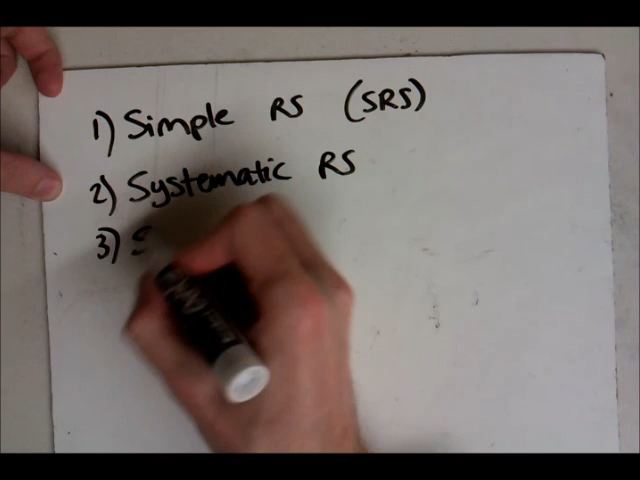 1) Simple RS (SRS)
2) Systematic RS
3) S